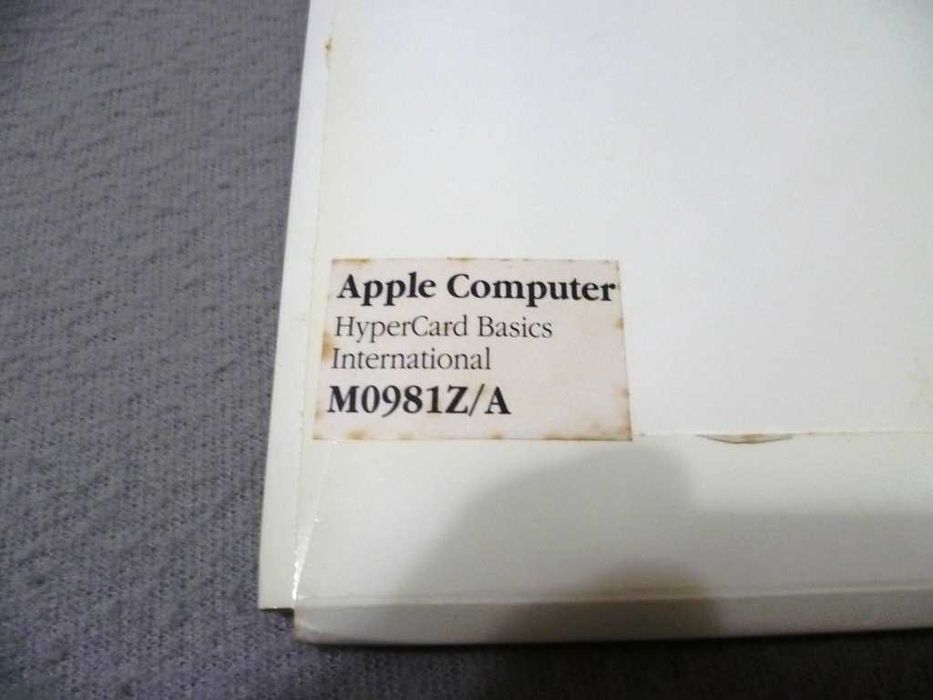 Apple Computer
HyperCard Basics
International
M0981Z/A